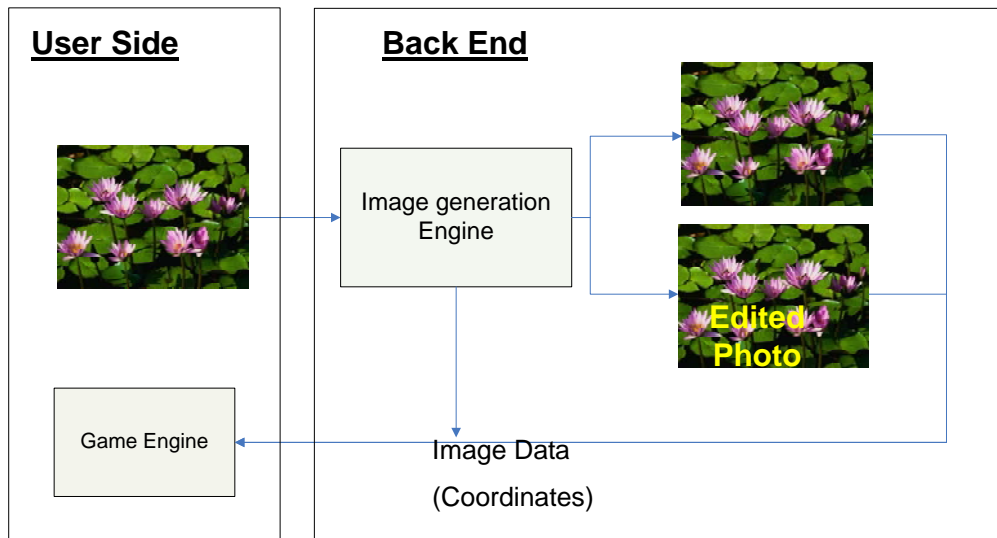 User Side
Back End
Image generation
Engine
Edited
Photo
Game Engine
Image Data
(Coordinates)